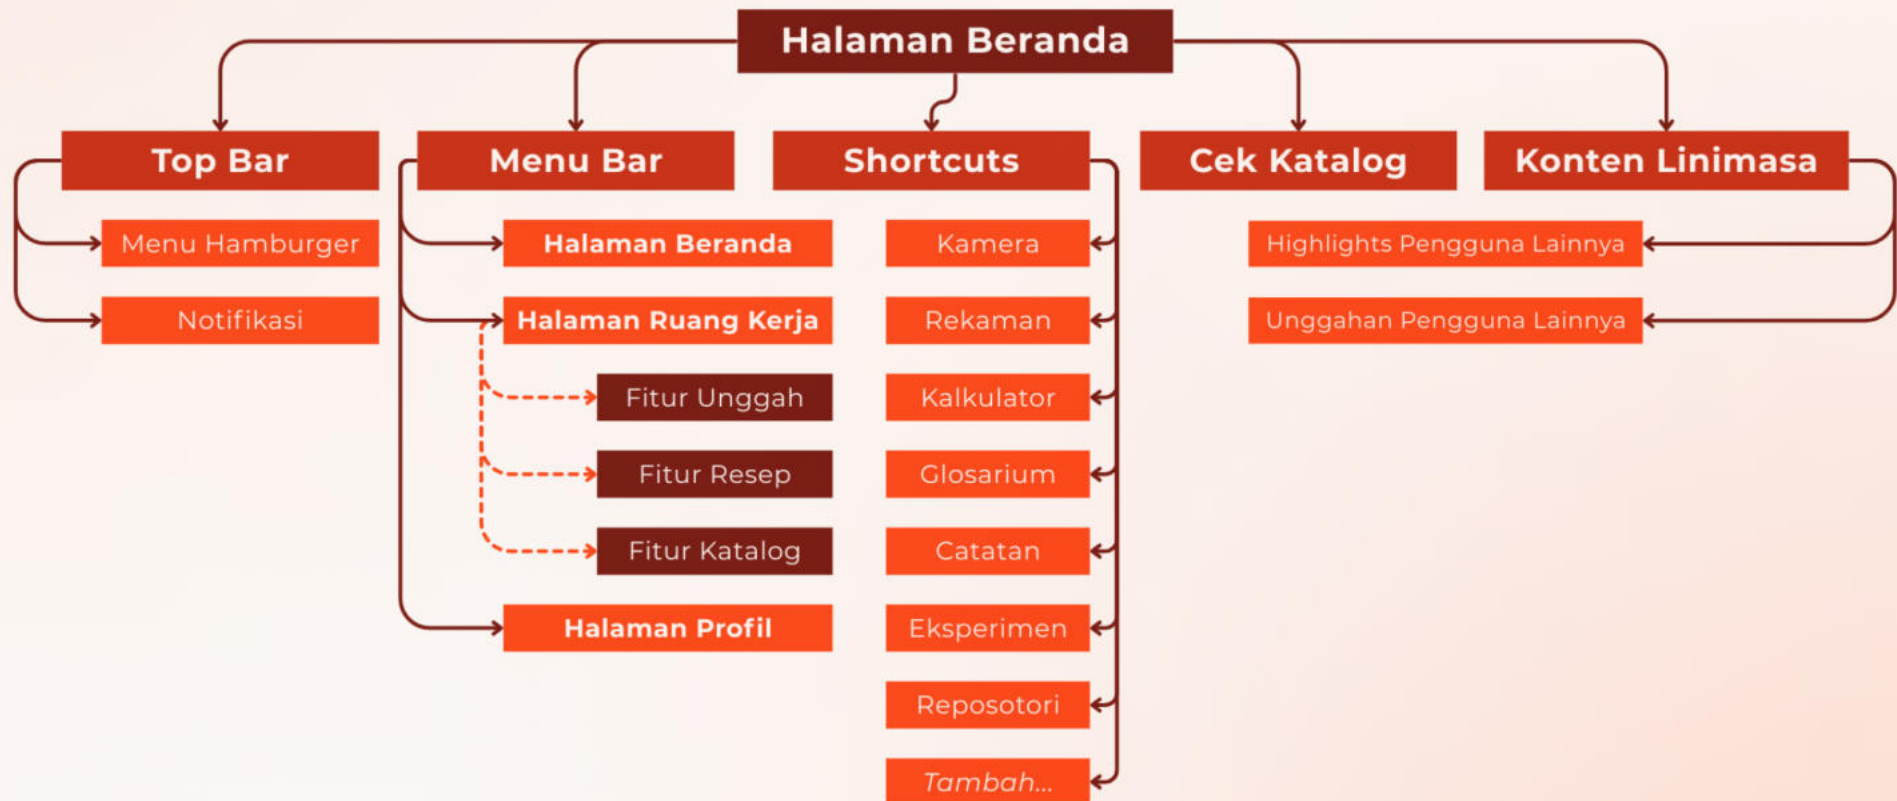 Halaman Beranda
Top Bar
Menu Hamburger
Notifikasi
Menu Bar
Halaman Beranda
Halaman Ruang Kerja
Fitur Unggah
Fitur Resep
Fitur Katalog
Halaman Profil
Shortcuts
Kamera
Rekaman
Kalkulator
Glosarium
Catatan
Eksperimen
Reposotori
Tambah...
Cek Katalog
Konten Linimasa
Highlights Pengguna Lainnya
Unggahan Pengguna Lainnya